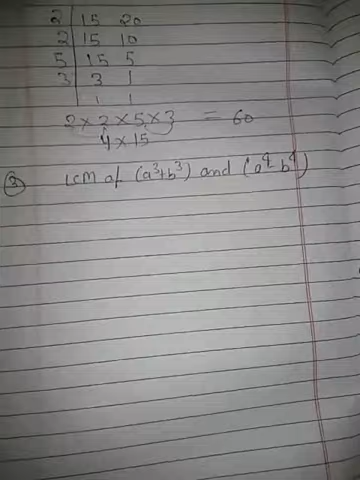 2 | 15 20
2 | 15 10
5 | 15 5
3 | 3 1
1 1
2 × 2 × 5 × 3 = 60
4 × 15
③ LCM of (a³+b³) and (a⁴ b⁴)